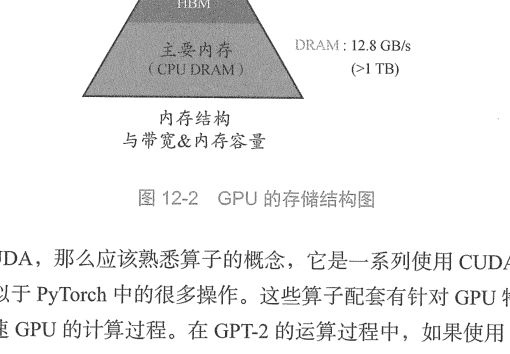 HBM
主要内存
（CPU DRAM）
DRAM : 12.8 GB/s
(>1 TB)
内存结构
与带宽&内存容量
图 12-2 GPU 的存储结构图
UDA，那么应该熟悉算子的概念，它是一系列使用 CUDA
以于 PyTorch 中的很多操作。这些算子配套有针对 GPU 特
速 GPU 的计算过程。在 GPT-2 的运算过程中，如果使用